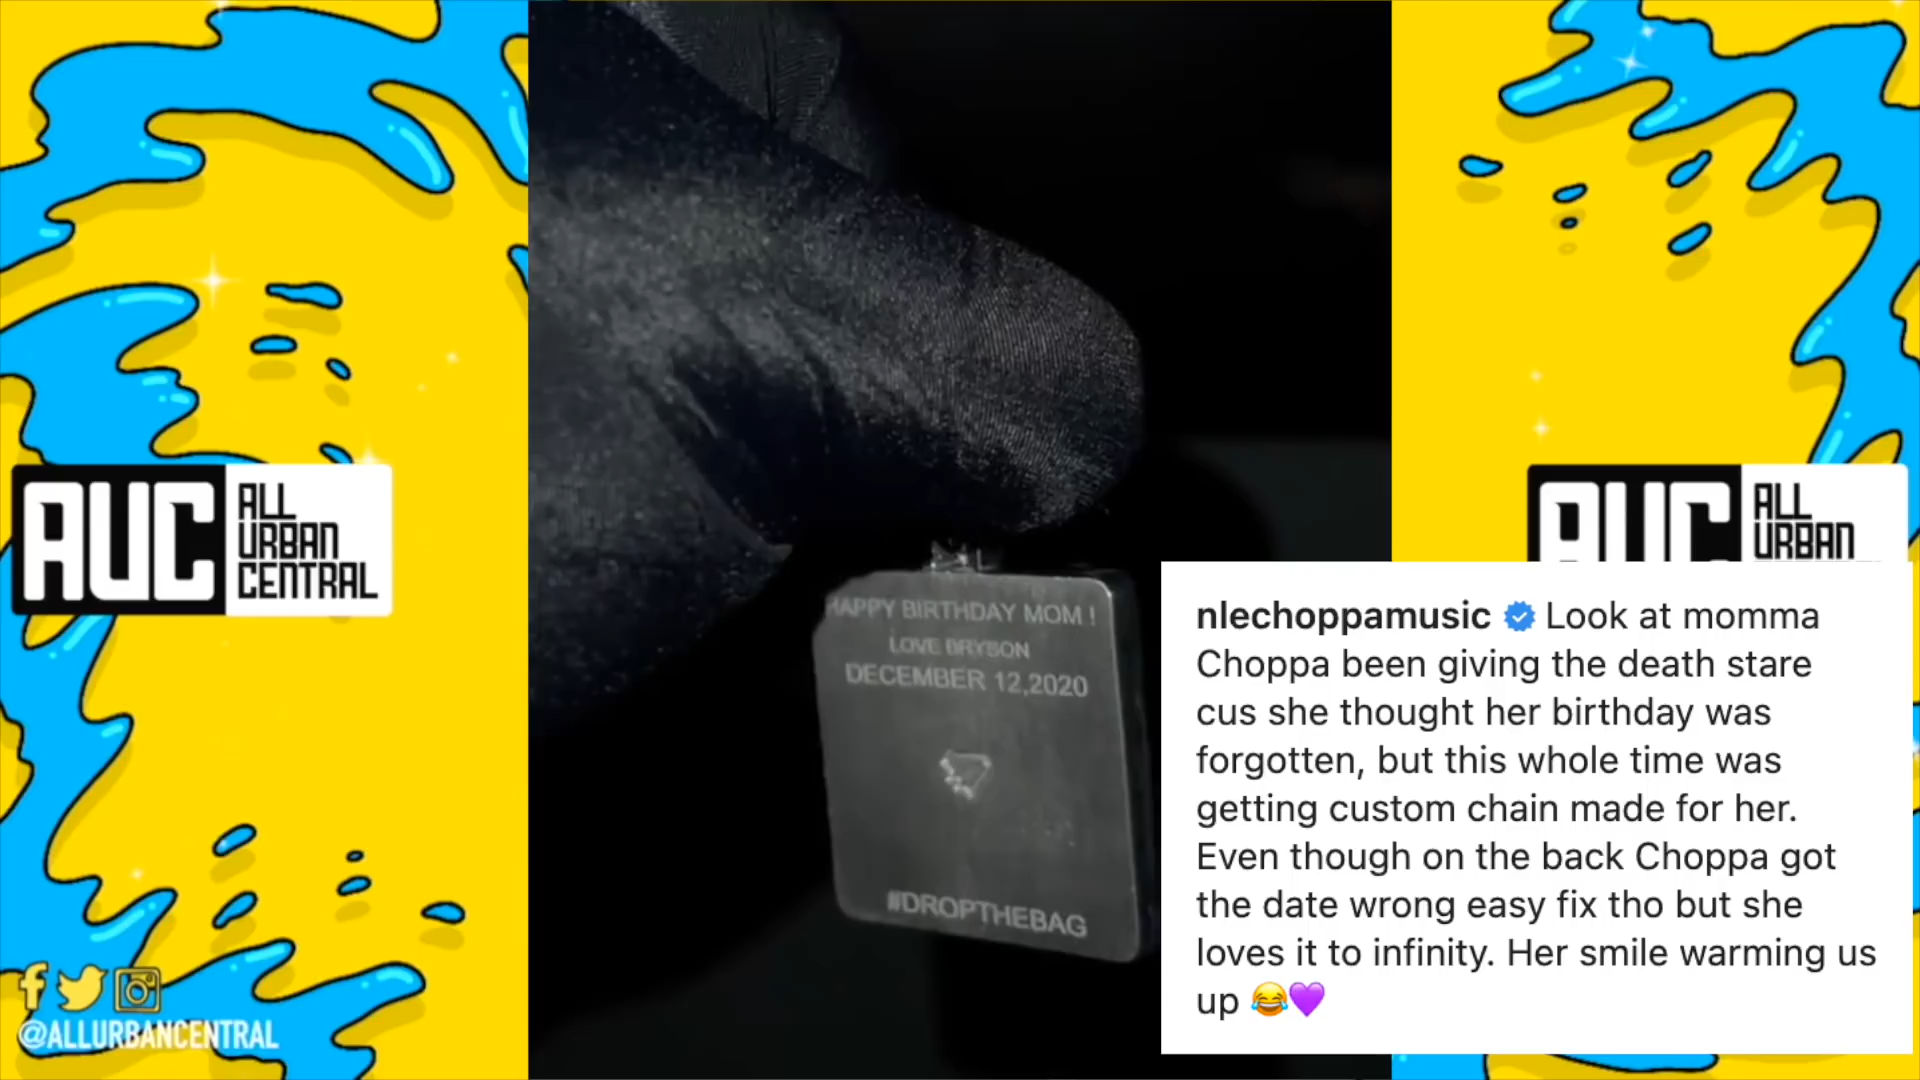 AUC
ALL
URBAN
CENTRAL
HAPPY BIRTHDAY MOM !
LOVE BRYSON
DECEMBER 12,2020
#DROPTHEBAG
AUC
ALL
URBAN
nlechoppamusic Look at momma
Choppa been giving the death stare
cus she thought her birthday was
forgotten, but this whole time was
getting custom chain made for her.
Even though on the back Choppa got
the date wrong easy fix tho but she
loves it to infinity. Her smile warming us
up 😂💜
@ALLURBANCENTRAL